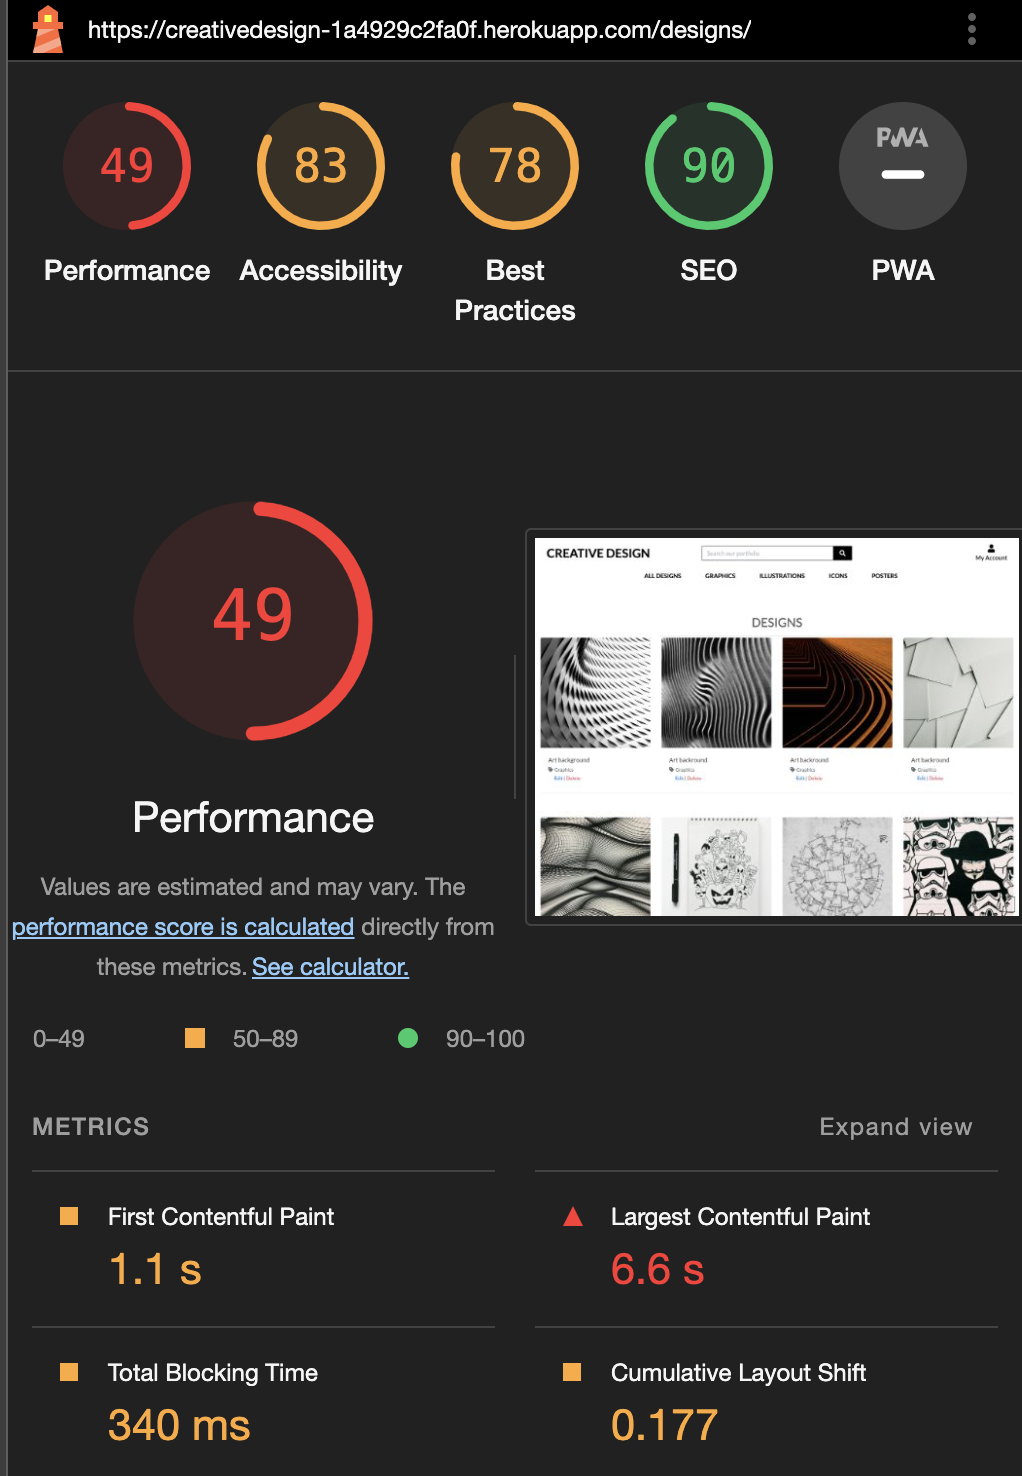 https://creativedesign-1a4929c2fa0f.herokuapp.com/designs/
49
83
78
90
PWA
Performance
Accessibility
Best
Practices
SEO
PWA
49
Performance
Values are estimated and may vary. The
performance score is calculated directly from
these metrics. See calculator.
CREATIVE DESIGN
Search our portfolio
My Account
ALL DESIGNS
GRAPHICS
ILLUSTRATIONS
ICONS
POSTERS
DESIGNS
Art background
Graphics
Edit | Delete
Art backround
Graphics
Edit | Delete
Art backround
Graphics
Edit | Delete
Art backround
Graphics
Edit | Delete
0–49
50–89
90–100
METRICS
Expand view
First Contentful Paint
1.1 s
Largest Contentful Paint
6.6 s
Total Blocking Time
340 ms
Cumulative Layout Shift
0.177